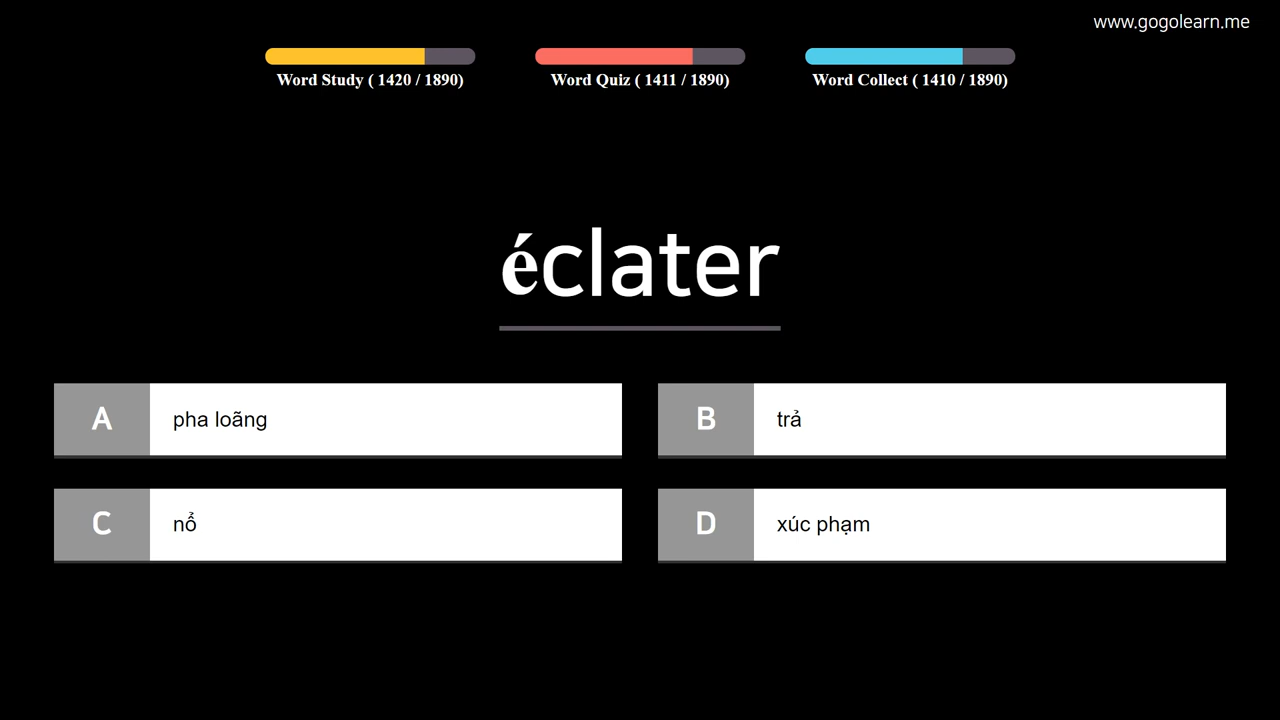 www.gogolearn.me
Word Study ( 1420 / 1890)
Word Quiz ( 1411 / 1890)
Word Collect ( 1410 / 1890)
éclater
A pha loãng
B trả
C nổ
D xúc phạm